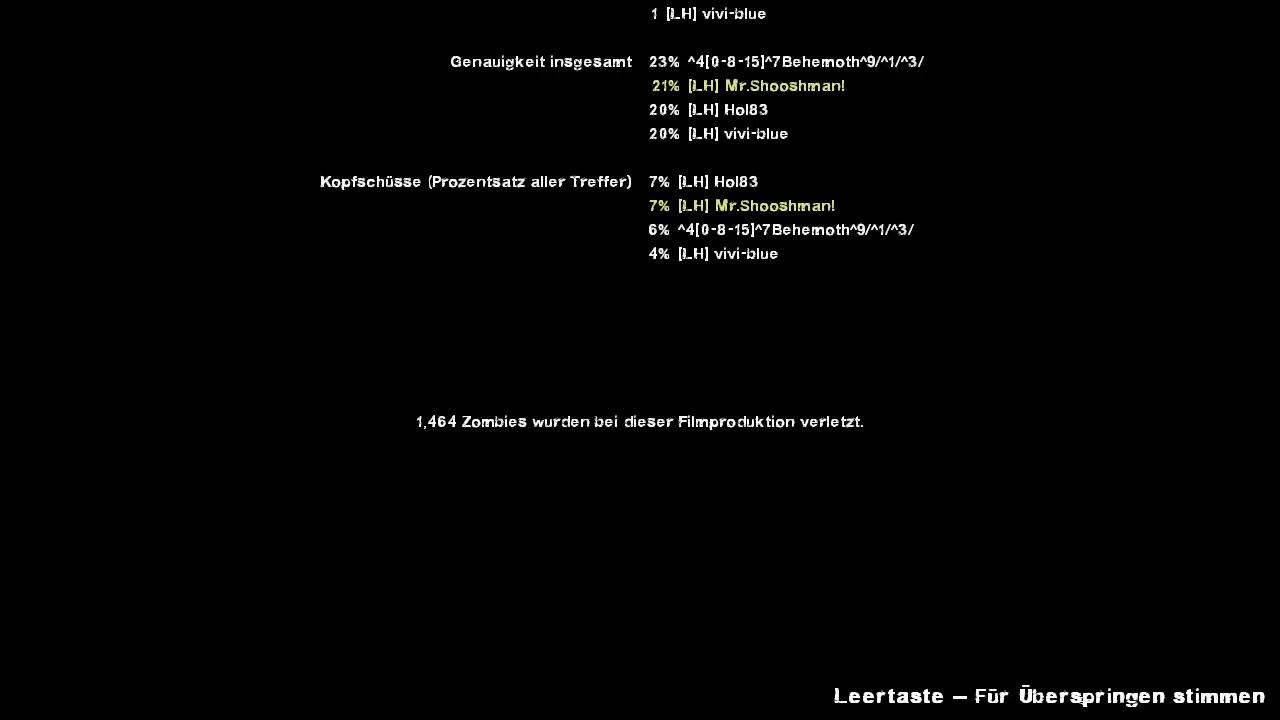 1 [LH] vivi-blue
Genauigkeit insgesamt 23% ^4[0-8-15]^7Behemoth^9/^1/^3/
21% [LH] Mr.Shooshman!
20% [LH] Hol83
20% [LH] vivi-blue
Kopfschüsse (Prozentsatz aller Treffer) 7% [LH] Hol83
7% [LH] Mr.Shooshman!
6% ^4[0-8-15]^7Behemoth^9/^1/^3/
4% [LH] vivi-blue
1,464 Zombies wurden bei dieser Filmproduktion verletzt.
Leertaste – Für Überspringen stimmen